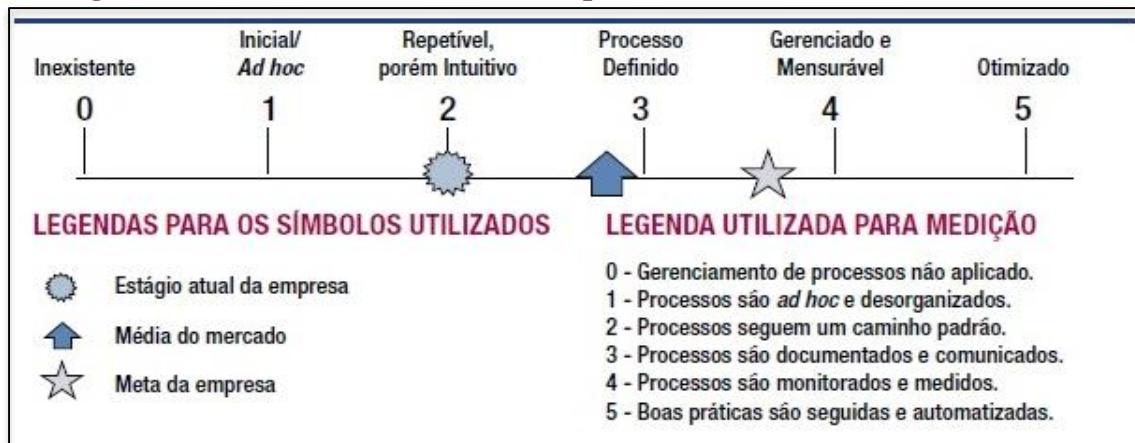 Inexistente
Inicial/
Ad hoc
Repetível,
porém Intuitivo
Processo
Definido
Gerenciado e
Mensurável
Otimizado
0 1 2 3 4 5
LEGENDAS PARA OS SÍMBOLOS UTILIZADOS
Estágio atual da empresa
Média do mercado
Meta da empresa
LEGENDA UTILIZADA PARA MEDIÇÃO
0 - Gerenciamento de processos não aplicado.
1 - Processos são ad hoc e desorganizados.
2 - Processos seguem um caminho padrão.
3 - Processos são documentados e comunicados.
4 - Processos são monitorados e medidos.
5 - Boas práticas são seguidas e automatizadas.